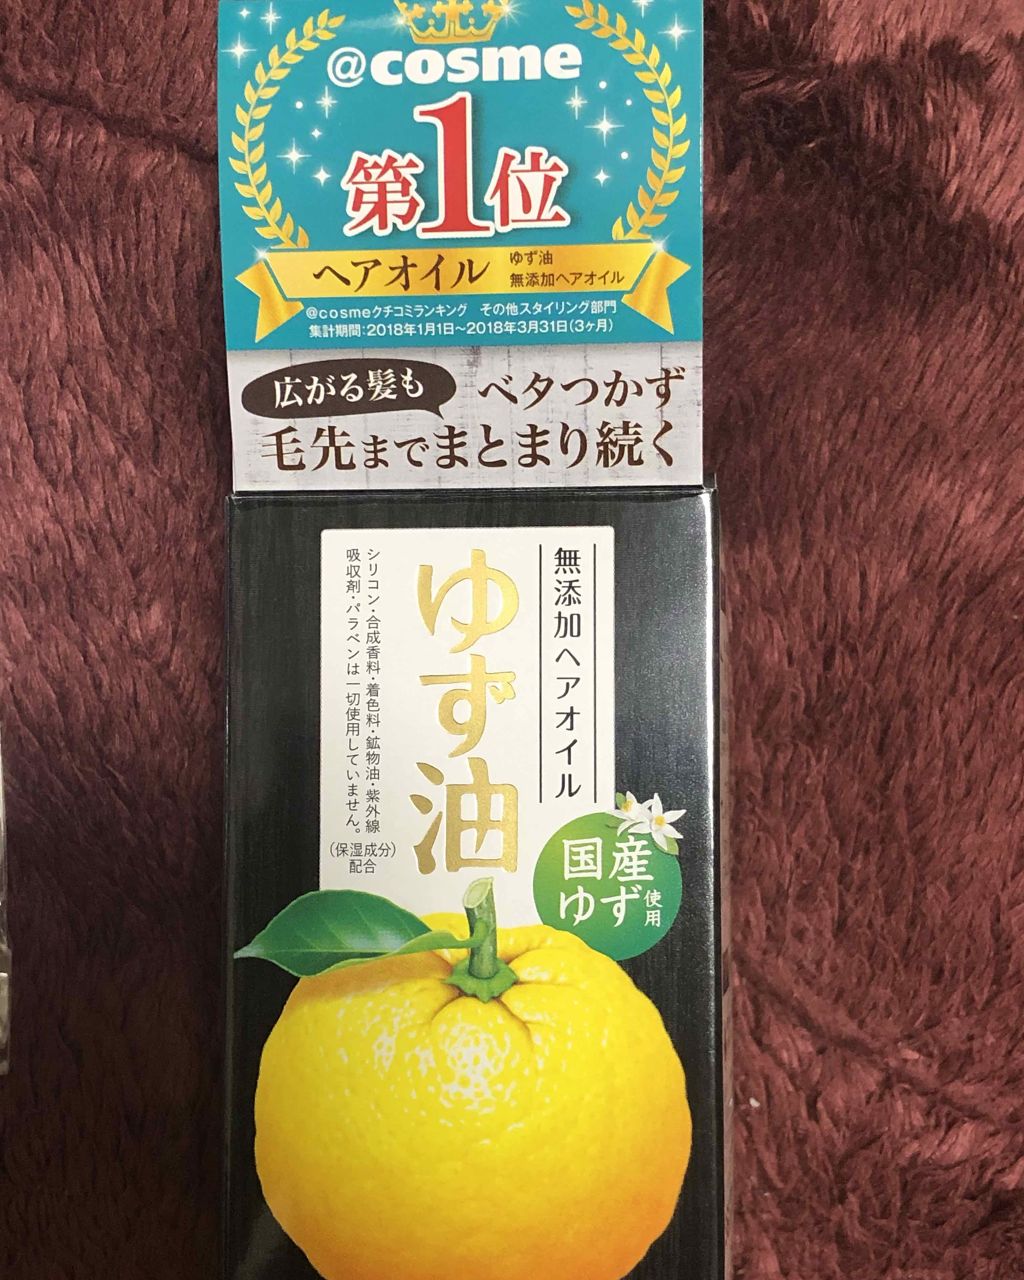 @cosme
第1位
ヘアオイル
ゆず油
無添加ヘアオイル
@cosmeクチコミランキング その他スタイリング部門
集計期間:2018年1月1日〜2018年3月31日(3ヶ月)
広がる髪も
ベタつかず
毛先までまとまり続く
無添加ヘアオイル
ゆず油
シリコン・合成香料・着色料・鉱物油・紫外線
吸収剤・パラベンは一切使用していません。
(保湿成分)
配合
国産
ゆず使用